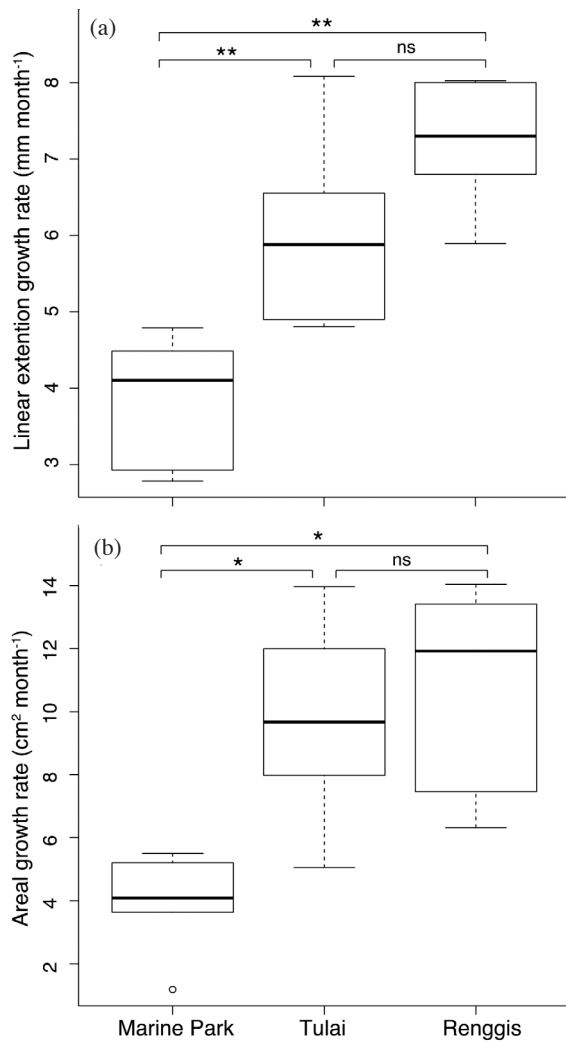 (a)
**
** ns
8
7
6
5
4
3
Linear extention growth rate (mm month⁻¹)
(b)
*
* ns
14
12
10
8
6
4
2
Areal growth rate (cm² month⁻¹)
Marine Park Tulai Renggis